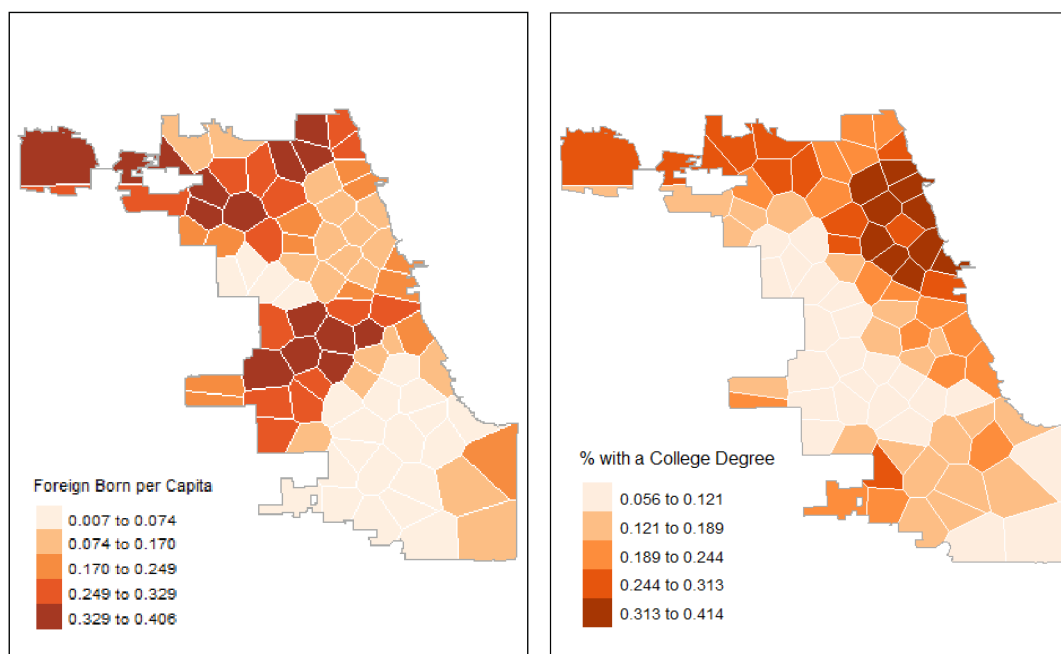 Foreign Born per Capita
0.007 to 0.074
0.074 to 0.170
0.170 to 0.249
0.249 to 0.329
0.329 to 0.406
% with a College Degree
0.056 to 0.121
0.121 to 0.189
0.189 to 0.244
0.244 to 0.313
0.313 to 0.414